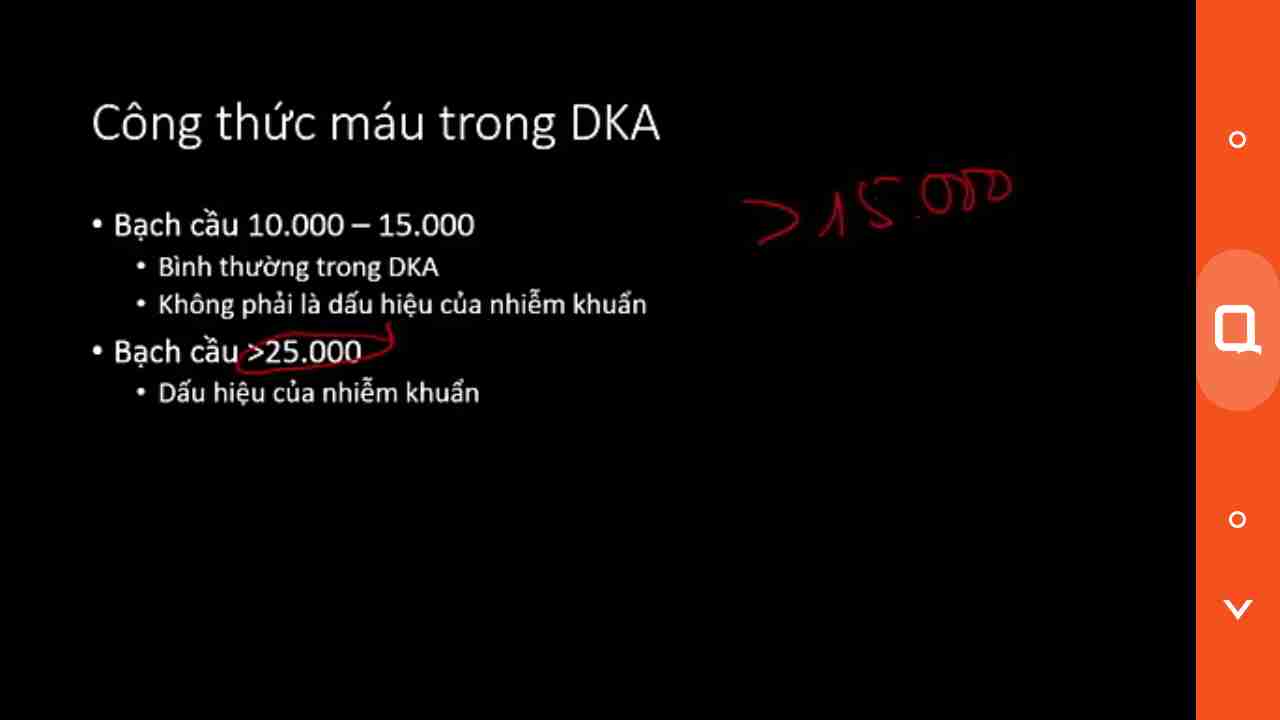 Công thức máu trong DKA
>15.000
• Bạch cầu 10.000 – 15.000
• Bình thường trong DKA
• Không phải là dấu hiệu của nhiễm khuẩn
• Bạch cầu >25.000
• Dấu hiệu của nhiễm khuẩn